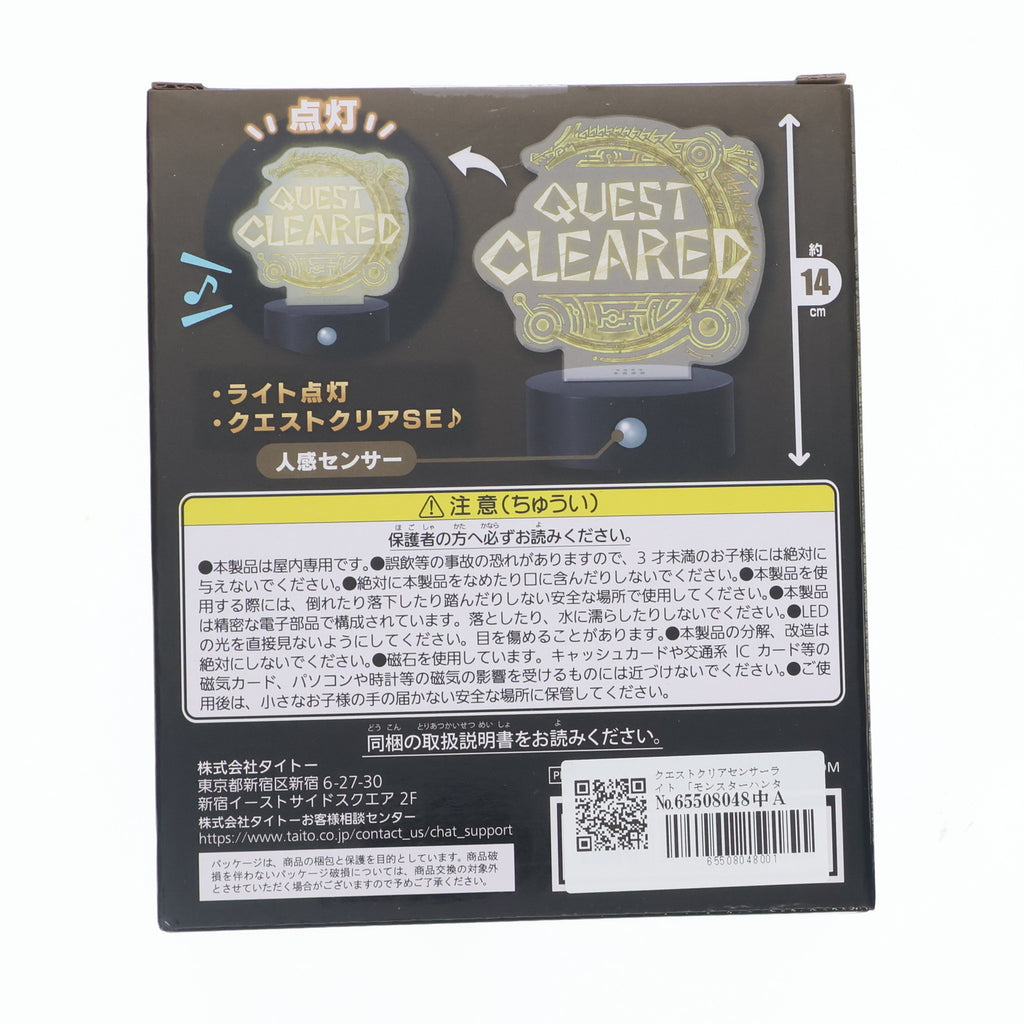 点灯
QUEST
CLEARED
QUEST
CLEARED
約
14
cm
・ライト点灯
・クエストクリアSE♪
人感センサー
⚠注意(ちゅうい)
ほごしゃ かた かなら よ
保護者の方へ必ずお読みください。
●本製品は屋内専用です。●誤飲等の事故の恐れがありますので、3才未満のお子様には絶対に
与えないでください。●絶対に本製品をなめたり口に含んだりしないでください。●本製品を使
用する際には、倒れたり落下したり踏んだりしない安全な場所で使用してください。●本製品
は精密な電子部品で構成されています。落としたり、水に濡らしたりしないでください。●LED
の光を直接見ないようにしてください。目を傷めることがあります。●本製品の分解、改造は
絶対にしないでください。●磁石を使用しています。キャッシュカードや交通系 IC カード等の
磁気カード、パソコンや時計等の磁気の影響を受けるものには近づけないでください。●ご使
用後は、小さなお子様の手の届かない安全な場所に保管してください。
どうこん とりあつかいせつめいしょ よ
同梱の取扱説明書をお読みください。
株式会社タイトー
東京都新宿区新宿 6-27-30
新宿イーストサイドスクエア 2F
株式会社タイトーお客様相談センター
https://www.taito.co.jp/contact_us/chat_support
パッケージは、商品の梱包と保護を目的としています。商品破
損を伴わないパッケージ破損については、商品交換の対象外
とさせていただく場合がございますので予めご了承ください。
クエストクリアセンサーラ
イト 「モンスターハンタ
No.65508048中 A
65508048001